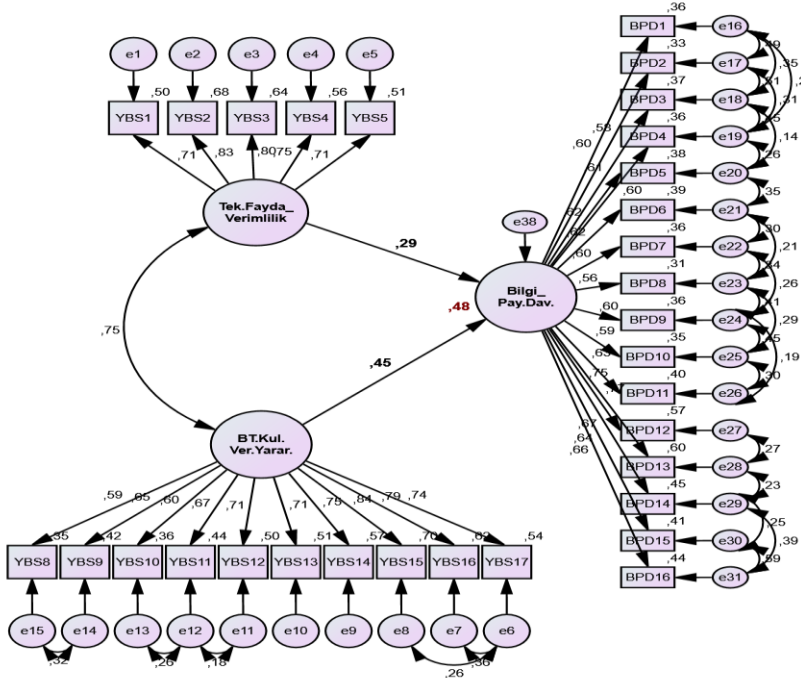 e1 e2 e3 e4 e5
,50 ,68 ,64 ,56 ,51
YBS1 YBS2 YBS3 YBS4 YBS5
,71 ,83 ,80 ,75 ,71
Tek.Fayda_
Verimlilik
,29
,75
e38
Bilgi_
Pay.Dav.
,48
,45
BT.Kul.
Ver.Yarar.
,59 ,65 ,60 ,67 ,71 ,71 ,75 ,84 ,79 ,74
,35 ,42 ,36 ,44 ,50 ,51 ,57 ,70 ,62 ,54
YBS8 YBS9 YBS10 YBS11 YBS12 YBS13 YBS14 YBS15 YBS16 YBS17
e15 e14 e13 e12 e11 e10 e9 e8 e7 e6
,32 ,26 ,18 ,26 ,36
,36
BPD1 e16
,33
BPD2 e17
,37
BPD3 e18
,36
BPD4 e19
,38
BPD5 e20
,39
BPD6 e21
,36
BPD7 e22
,31
BPD8 e23
,36
BPD9 e24
,35
BPD10 e25
,40
BPD11 e26
,57
BPD12 e27
,60
BPD13 e28
,45
BPD14 e29
,41
BPD15 e30
,44
BPD16 e31
,60
,61
,60
,62
,60
,56
,60
,59
,75
,67
,64
,66
,35
,14
,26
,35
,30
,21
,26
,29
,19
,30
,27
,23
,25
,39